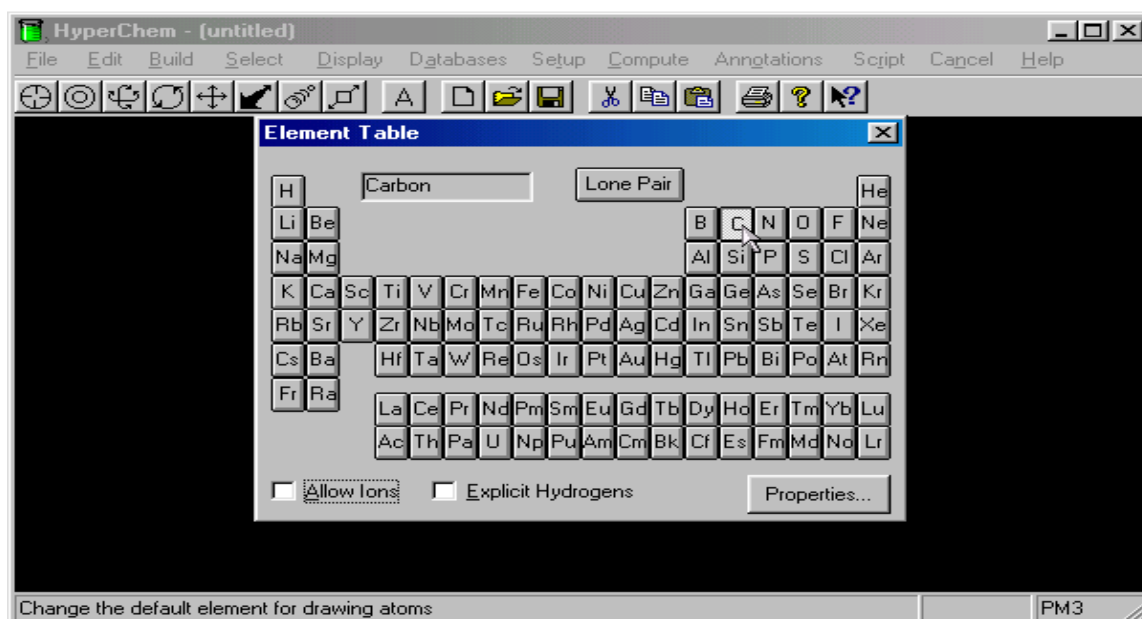 HyperChem - (untitled)
File Edit Build Select Display Databases Setup Compute Annotations Script Cancel Help
A ? ?
Element Table
Carbon Lone Pair
H He
Li Be B C N O F Ne
Na Mg Al Si P S Cl Ar
K Ca Sc Ti V Cr Mn Fe Co Ni Cu Zn Ga Ge As Se Br Kr
Rb Sr Y Zr Nb Mo Tc Ru Rh Pd Ag Cd In Sn Sb Te I Xe
Cs Ba Hf Ta W Re Os Ir Pt Au Hg Tl Pb Bi Po At Rn
Fr Ra
La Ce Pr Nd Pm Sm Eu Gd Tb Dy Ho Er Tm Yb Lu
Ac Th Pa U Np Pu Am Cm Bk Cf Es Fm Md No Lr
Allow Ions Explicit Hydrogens Properties...
Change the default element for drawing atoms PM3